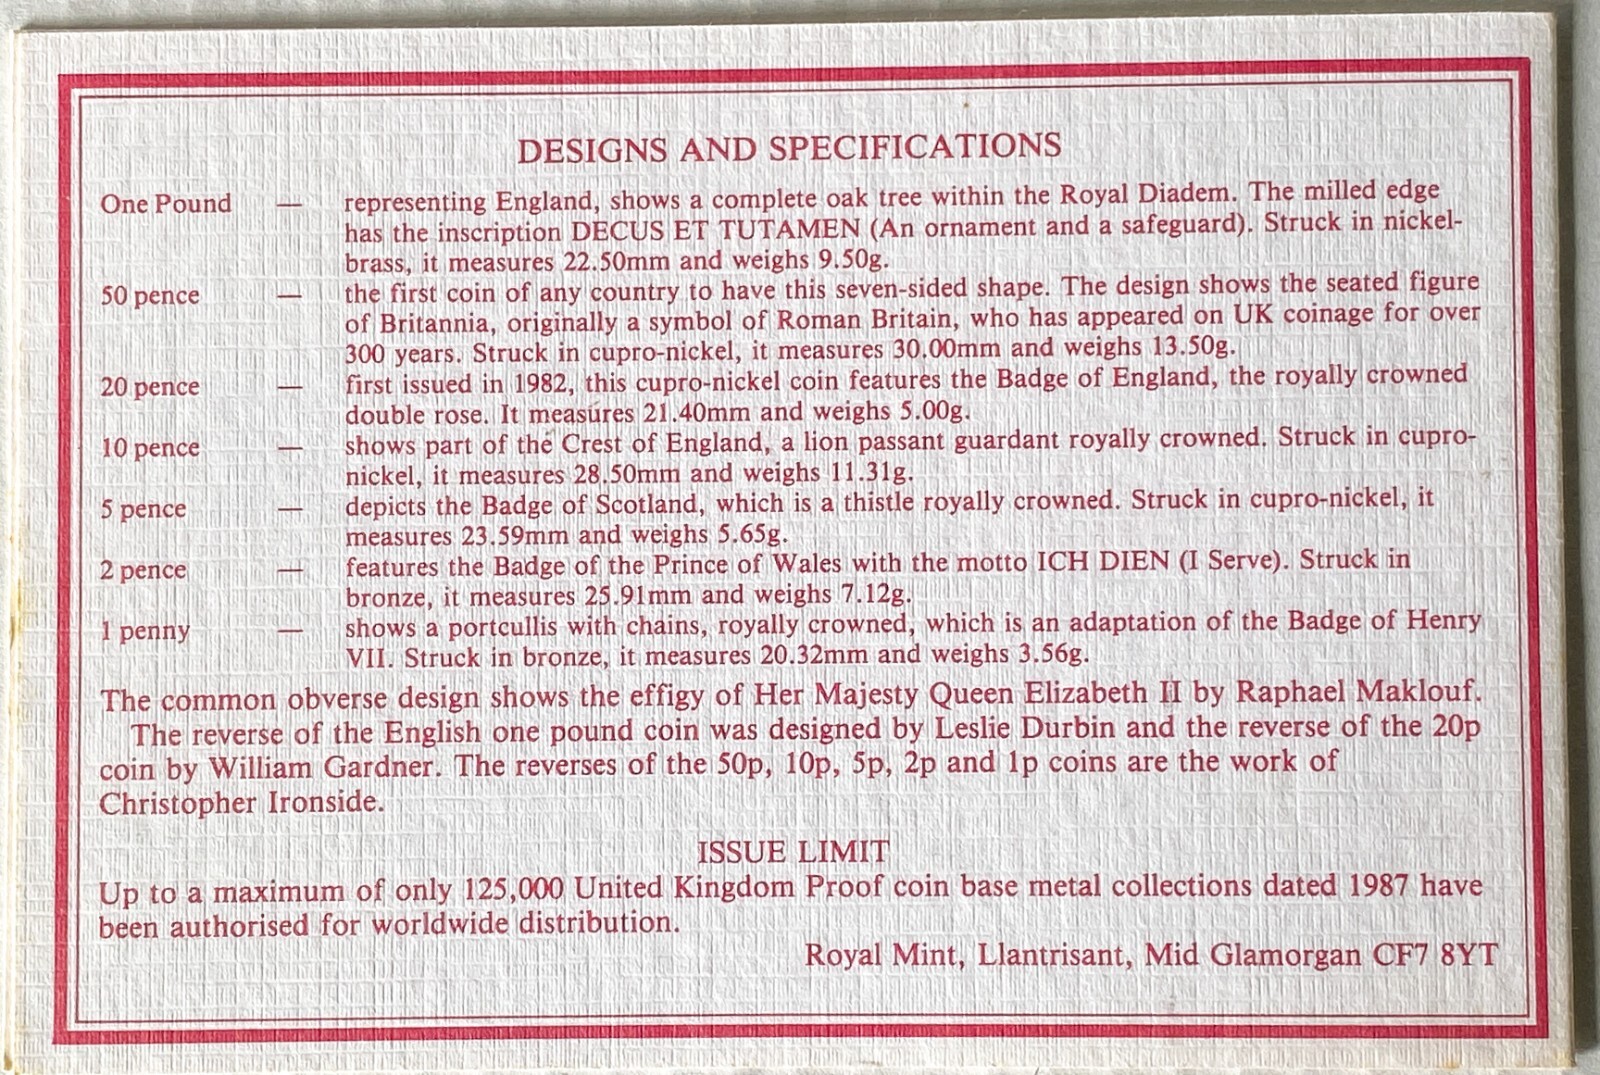 DESIGNS AND SPECIFICATIONS
One Pound — representing England, shows a complete oak tree within the Royal Diadem. The milled edge
has the inscription DECUS ET TUTAMEN (An ornament and a safeguard). Struck in nickel-
brass, it measures 22.50mm and weighs 9.50g.
50 pence — the first coin of any country to have this seven-sided shape. The design shows the seated figure
of Britannia, originally a symbol of Roman Britain, who has appeared on UK coinage for over
300 years. Struck in cupro-nickel, it measures 30.00mm and weighs 13.50g.
20 pence — first issued in 1982, this cupro-nickel coin features the Badge of England, the royally crowned
double rose. It measures 21.40mm and weighs 5.00g.
10 pence — shows part of the Crest of England, a lion passant guardant royally crowned. Struck in cupro-
nickel, it measures 28.50mm and weighs 11.31g.
5 pence — depicts the Badge of Scotland, which is a thistle royally crowned. Struck in cupro-nickel, it
measures 23.59mm and weighs 5.65g.
2 pence — features the Badge of the Prince of Wales with the motto ICH DIEN (I Serve). Struck in
bronze, it measures 25.91mm and weighs 7.12g.
1 penny — shows a portcullis with chains, royally crowned, which is an adaptation of the Badge of Henry
VII. Struck in bronze, it measures 20.32mm and weighs 3.56g.
The common obverse design shows the effigy of Her Majesty Queen Elizabeth II by Raphael Maklouf.
The reverse of the English one pound coin was designed by Leslie Durbin and the reverse of the 20p
coin by William Gardner. The reverses of the 50p, 10p, 5p, 2p and 1p coins are the work of
Christopher Ironside.
ISSUE LIMIT
Up to a maximum of only 125,000 United Kingdom Proof coin base metal collections dated 1987 have
been authorised for worldwide distribution.
Royal Mint, Llantrisant, Mid Glamorgan CF7 8YT